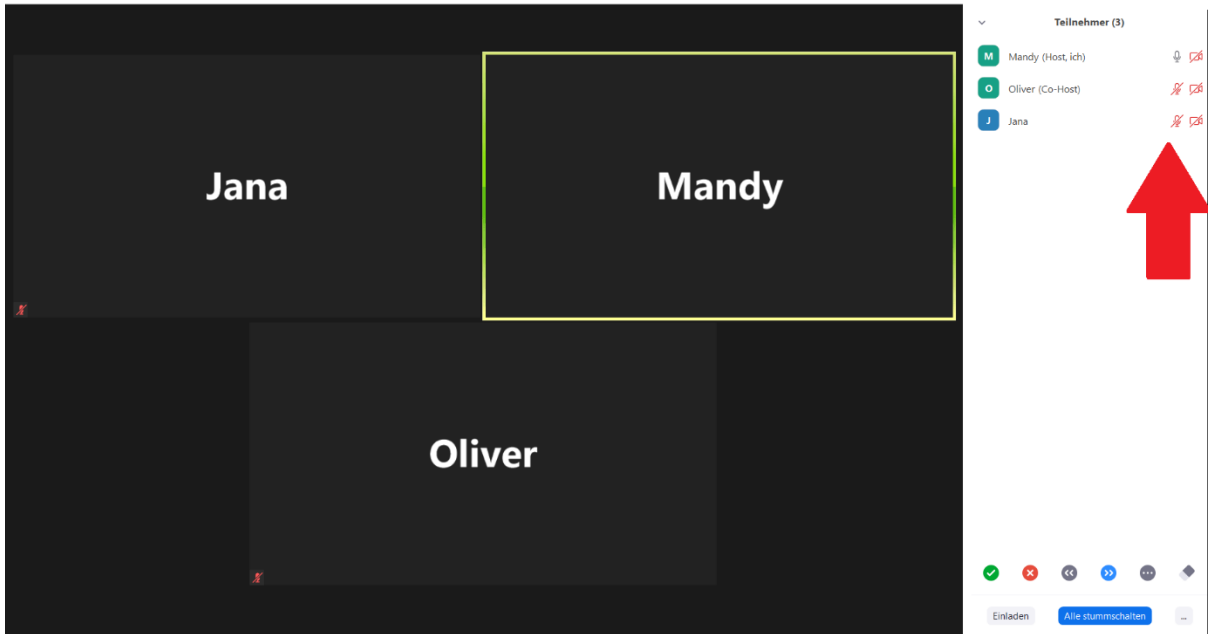 Jana
Mandy
Oliver
Teilnehmer (3)
M Mandy (Host, ich)
O Oliver (Co-Host)
J Jana
Einladen Alle stummschalten ...